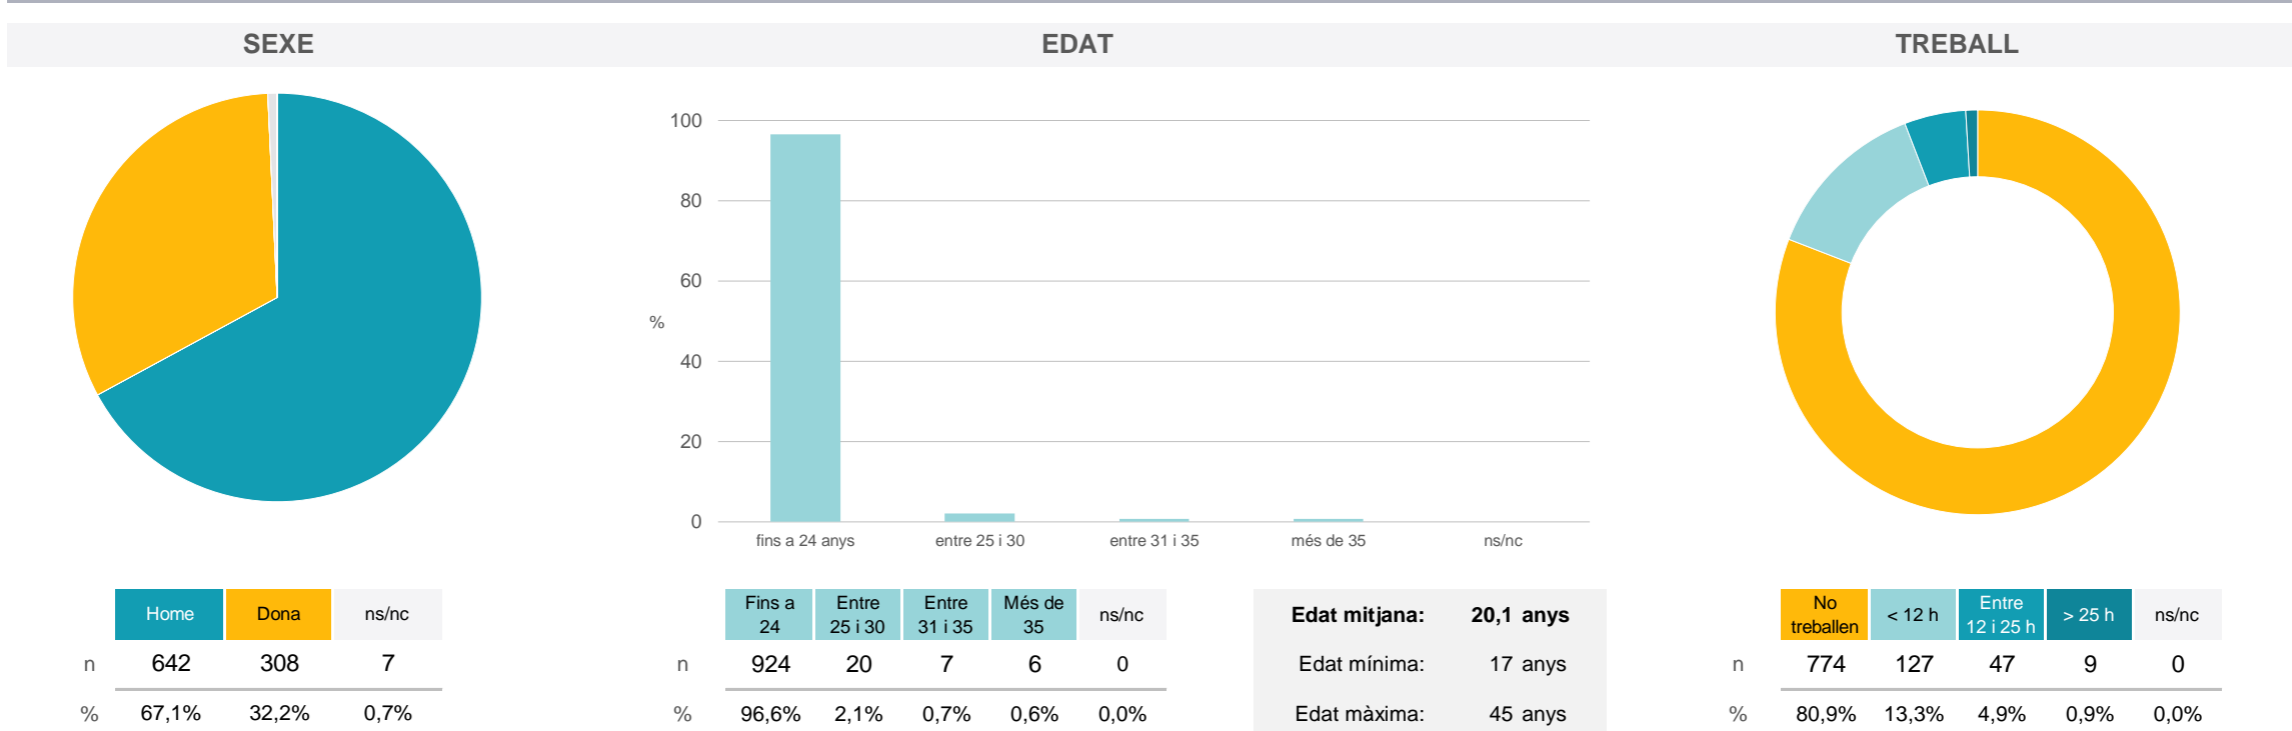 SEXE
EDAT
TREBALL
100
80
60
%
40
20
0
fins a 24 anys entre 25 i 30 entre 31 i 35 més de 35 ns/nc
Home Dona ns/nc
n 642 308 7
% 67,1% 32,2% 0,7%
Fins a 24 Entre 25 i 30 Entre 31 i 35 Més de 35 ns/nc
n 924 20 7 6 0
% 96,6% 2,1% 0,7% 0,6% 0,0%
Edat mitjana: 20,1 anys
Edat mínima: 17 anys
Edat màxima: 45 anys
No treballen < 12 h Entre 12 i 25 h > 25 h ns/nc
n 774 127 47 9 0
% 80,9% 13,3% 4,9% 0,9% 0,0%